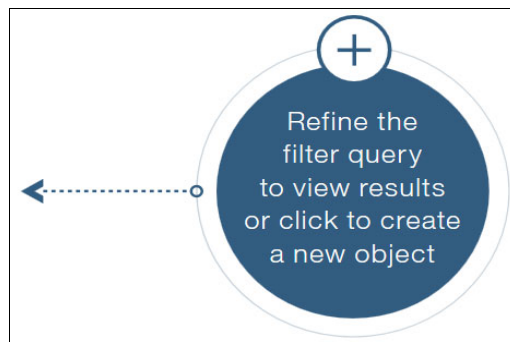 Refine the
filter query
to view results
or click to create
a new object